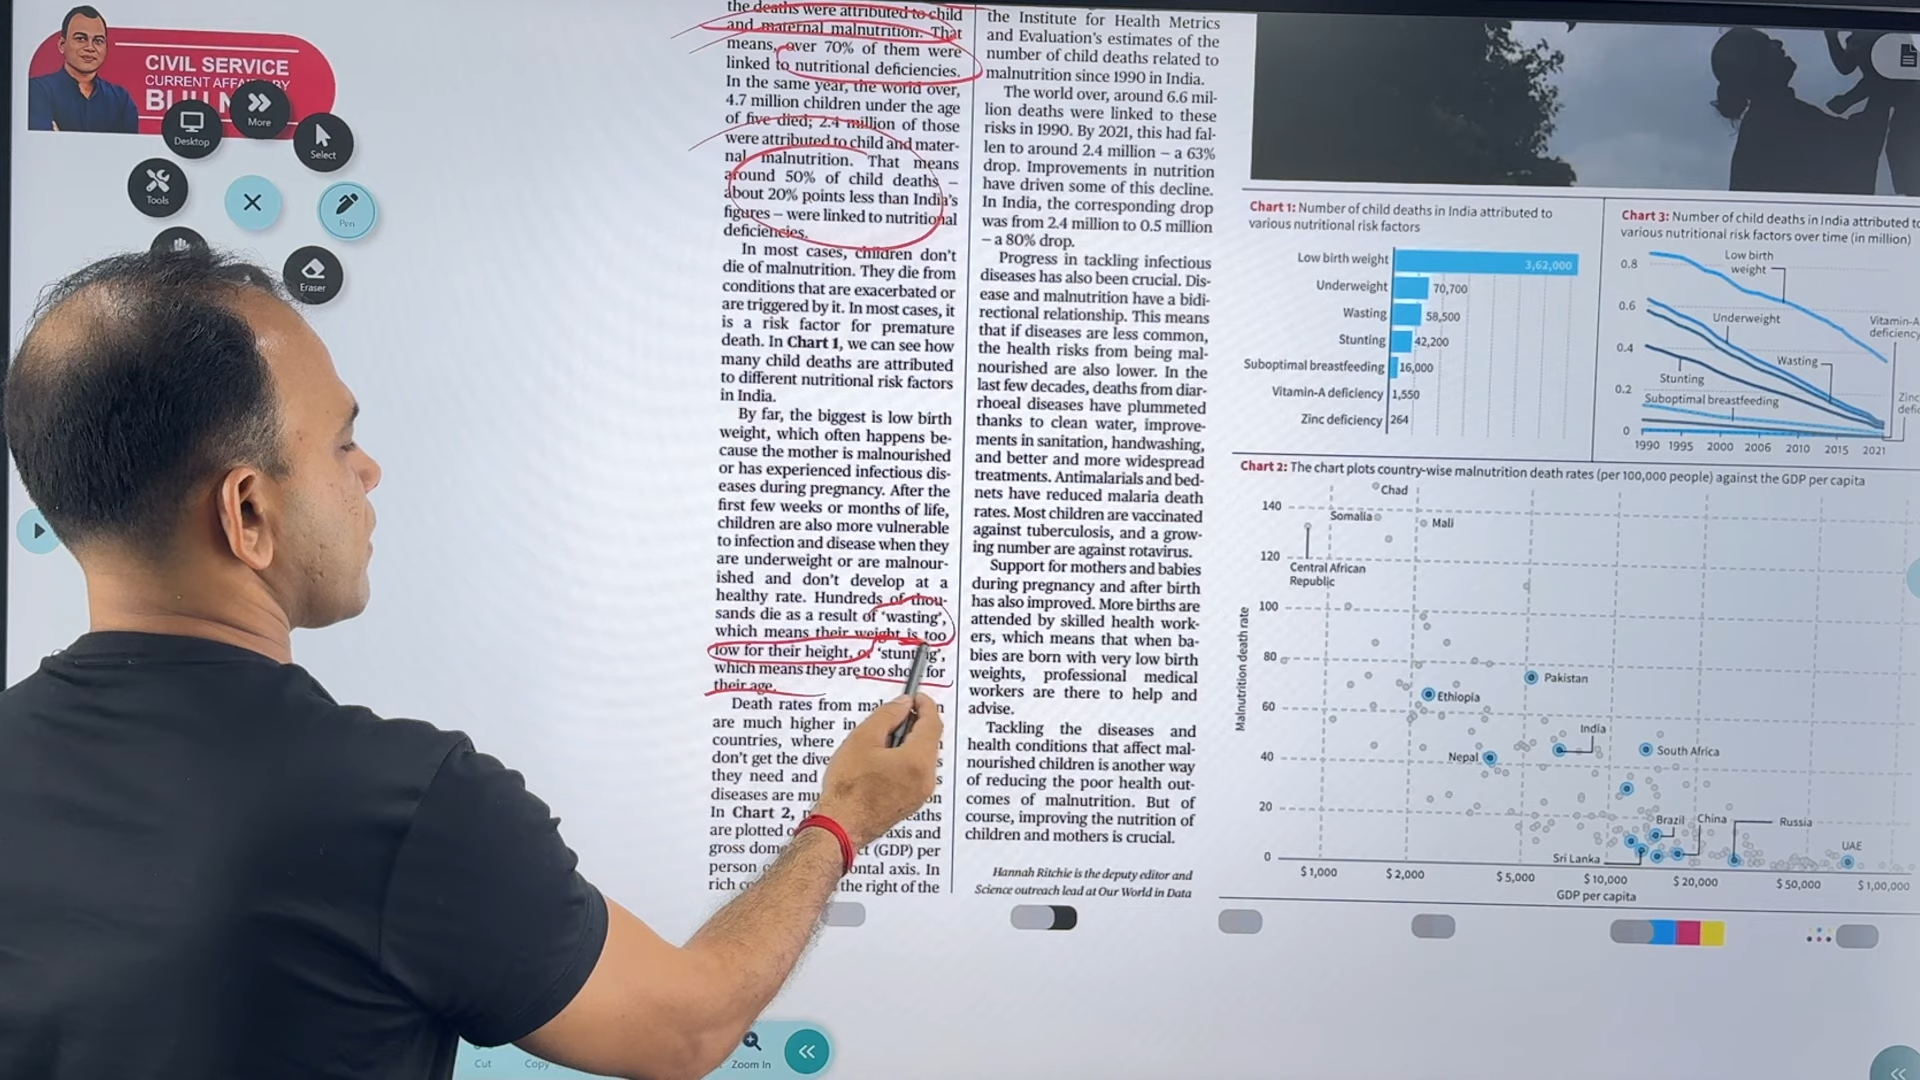 CIVIL SERVICE
CURRENT AFFAIRS BY
BIJU N
More
Desktop
Select
Tools
Pen
Eraser
the deaths were attributed to child
and maternal malnutrition. That
means, over 70% of them were
linked to nutritional deficiencies.
In the same year, the world over,
4.7 million children under the age
of five died; 2.4 million of those
were attributed to child and mater-
nal malnutrition. That means
around 50% of child deaths –
about 20% points less than India's
figures – were linked to nutritional
deficiencies.
In most cases, children don't
die of malnutrition. They die from
conditions that are exacerbated or
are triggered by it. In most cases, it
is a risk factor for premature
death. In Chart 1, we can see how
many child deaths are attributed
to different nutritional risk factors
in India.
By far, the biggest is low birth
weight, which often happens be-
cause the mother is malnourished
or has experienced infectious dis-
eases during pregnancy. After the
first few weeks or months of life,
children are also more vulnerable
to infection and disease when they
are underweight or are malnour-
ished and don't develop at a
healthy rate. Hundreds of thou-
sands die as a result of 'wasting',
which means their weight is too
low for their height, or 'stunting',
which means they are too short for
their age.
Death rates from
are much higher in
countries, where
don't get the
they need and
diseases are
In Chart 2,
are plotted axis and
gross (GDP) per
person axis. In
rich the right of the
the Institute for Health Metrics
and Evaluation's estimates of the
number of child deaths related to
malnutrition since 1990 in India.
The world over, around 6.6 mil-
lion deaths were linked to these
risks in 1990. By 2021, this had fal-
len to around 2.4 million – a 63%
drop. Improvements in nutrition
have driven some of this decline.
In India, the corresponding drop
was from 2.4 million to 0.5 million
– a 80% drop.
Progress in tackling infectious
diseases has also been crucial. Dis-
ease and malnutrition have a bidi-
rectional relationship. This means
that if diseases are less common,
the health risks from being mal-
nourished are also lower. In the
last few decades, deaths from diar-
rhoeal diseases have plummeted
thanks to clean water, improve-
ments in sanitation, handwashing,
and better and more widespread
treatments. Antimalarials and bed-
nets have reduced malaria death
rates. Most children are vaccinated
against tuberculosis, and a grow-
ing number are against rotavirus.
Support for mothers and babies
during pregnancy and after birth
has also improved. More births are
attended by skilled health work-
ers, which means that when ba-
bies are born with very low birth
weights, professional medical
workers are there to help and
advise.
Tackling the diseases and
health conditions that affect mal-
nourished children is another way
of reducing the poor health out-
comes of malnutrition. But of
course, improving the nutrition of
children and mothers is crucial.
Hannah Ritchie is the deputy editor and
Science outreach lead at Our World in Data
Chart 1: Number of child deaths in India attributed to
various nutritional risk factors
Low birth weight 3,62,000
Underweight 70,700
Wasting 58,500
Stunting 42,200
Suboptimal breastfeeding 16,000
Vitamin-A deficiency 1,550
Zinc deficiency 264
Chart 3: Number of child deaths in India attributed to
various nutritional risk factors over time (in million)
0.8
0.6
0.4
0.2
0
Low birth
weight
Underweight
Vitamin-A
deficiency
Wasting
Stunting
Suboptimal breastfeeding
Zinc
1990 1995 2000 2006 2010 2015 2021
Chart 2: The chart plots country-wise malnutrition death rates (per 100,000 people) against the GDP per capita
Malnutrition death rate
140
120
100
80
60
40
20
0
Chad
Somalia
Mali
Central African
Republic
Pakistan
Ethiopia
India
South Africa
Nepal
Brazil
China
Russia
Sri Lanka
UAE
$1,000 $2,000 $5,000 $10,000 $20,000 $50,000 $1,00,000
GDP per capita
Cut
Copy
Zoom In